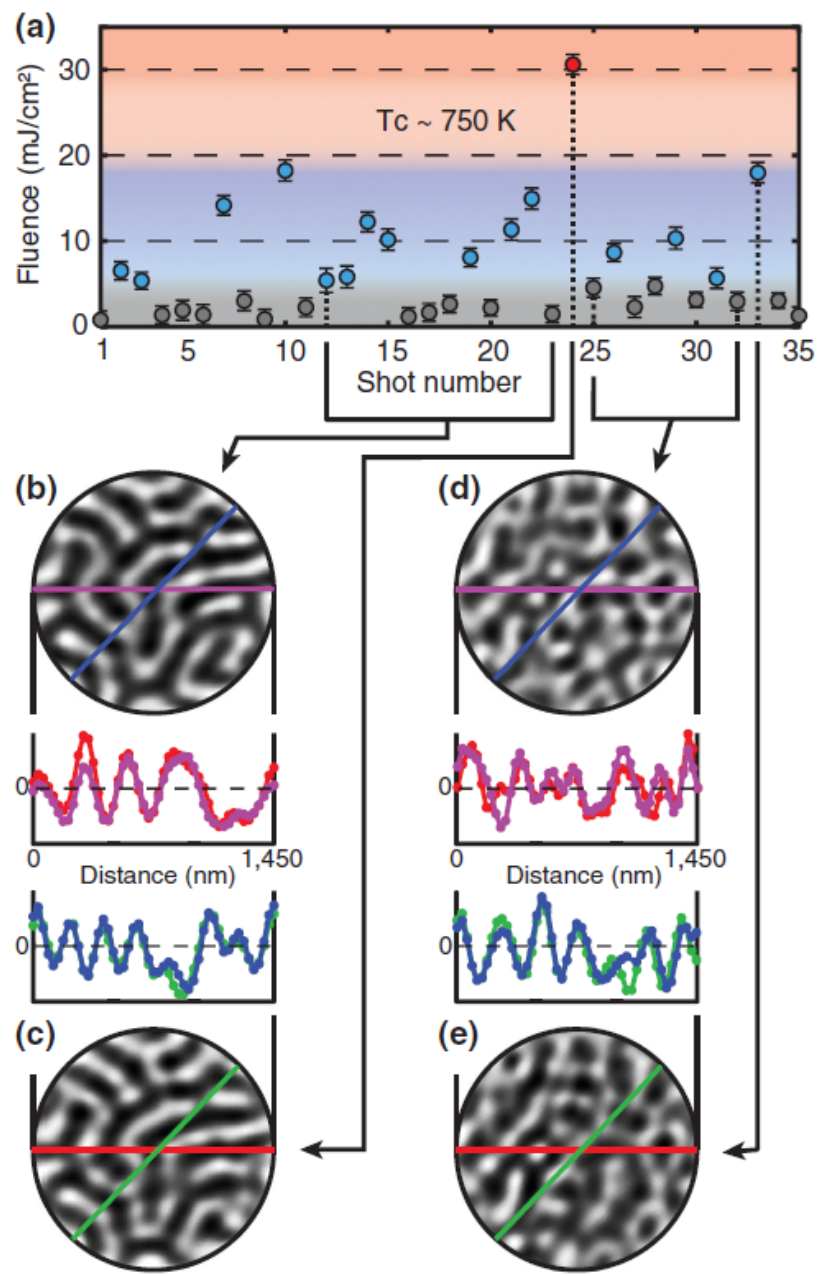 (a)
Fluence (mJ/cm²)
30
20
10
0
Tc ~ 750 K
1 5 10 15 20 25 30 35
Shot number
(b) (d)
0 0
0 1,450 0 1,450
Distance (nm) Distance (nm)
0 0
(c) (e)